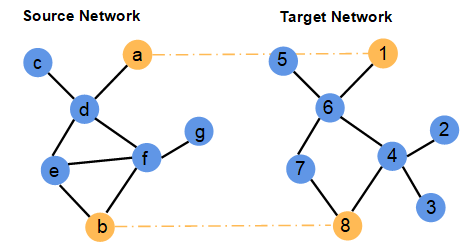 Source Network Target Network
c a 5 1
d 6
g 2
e f 7 4
b 8 3